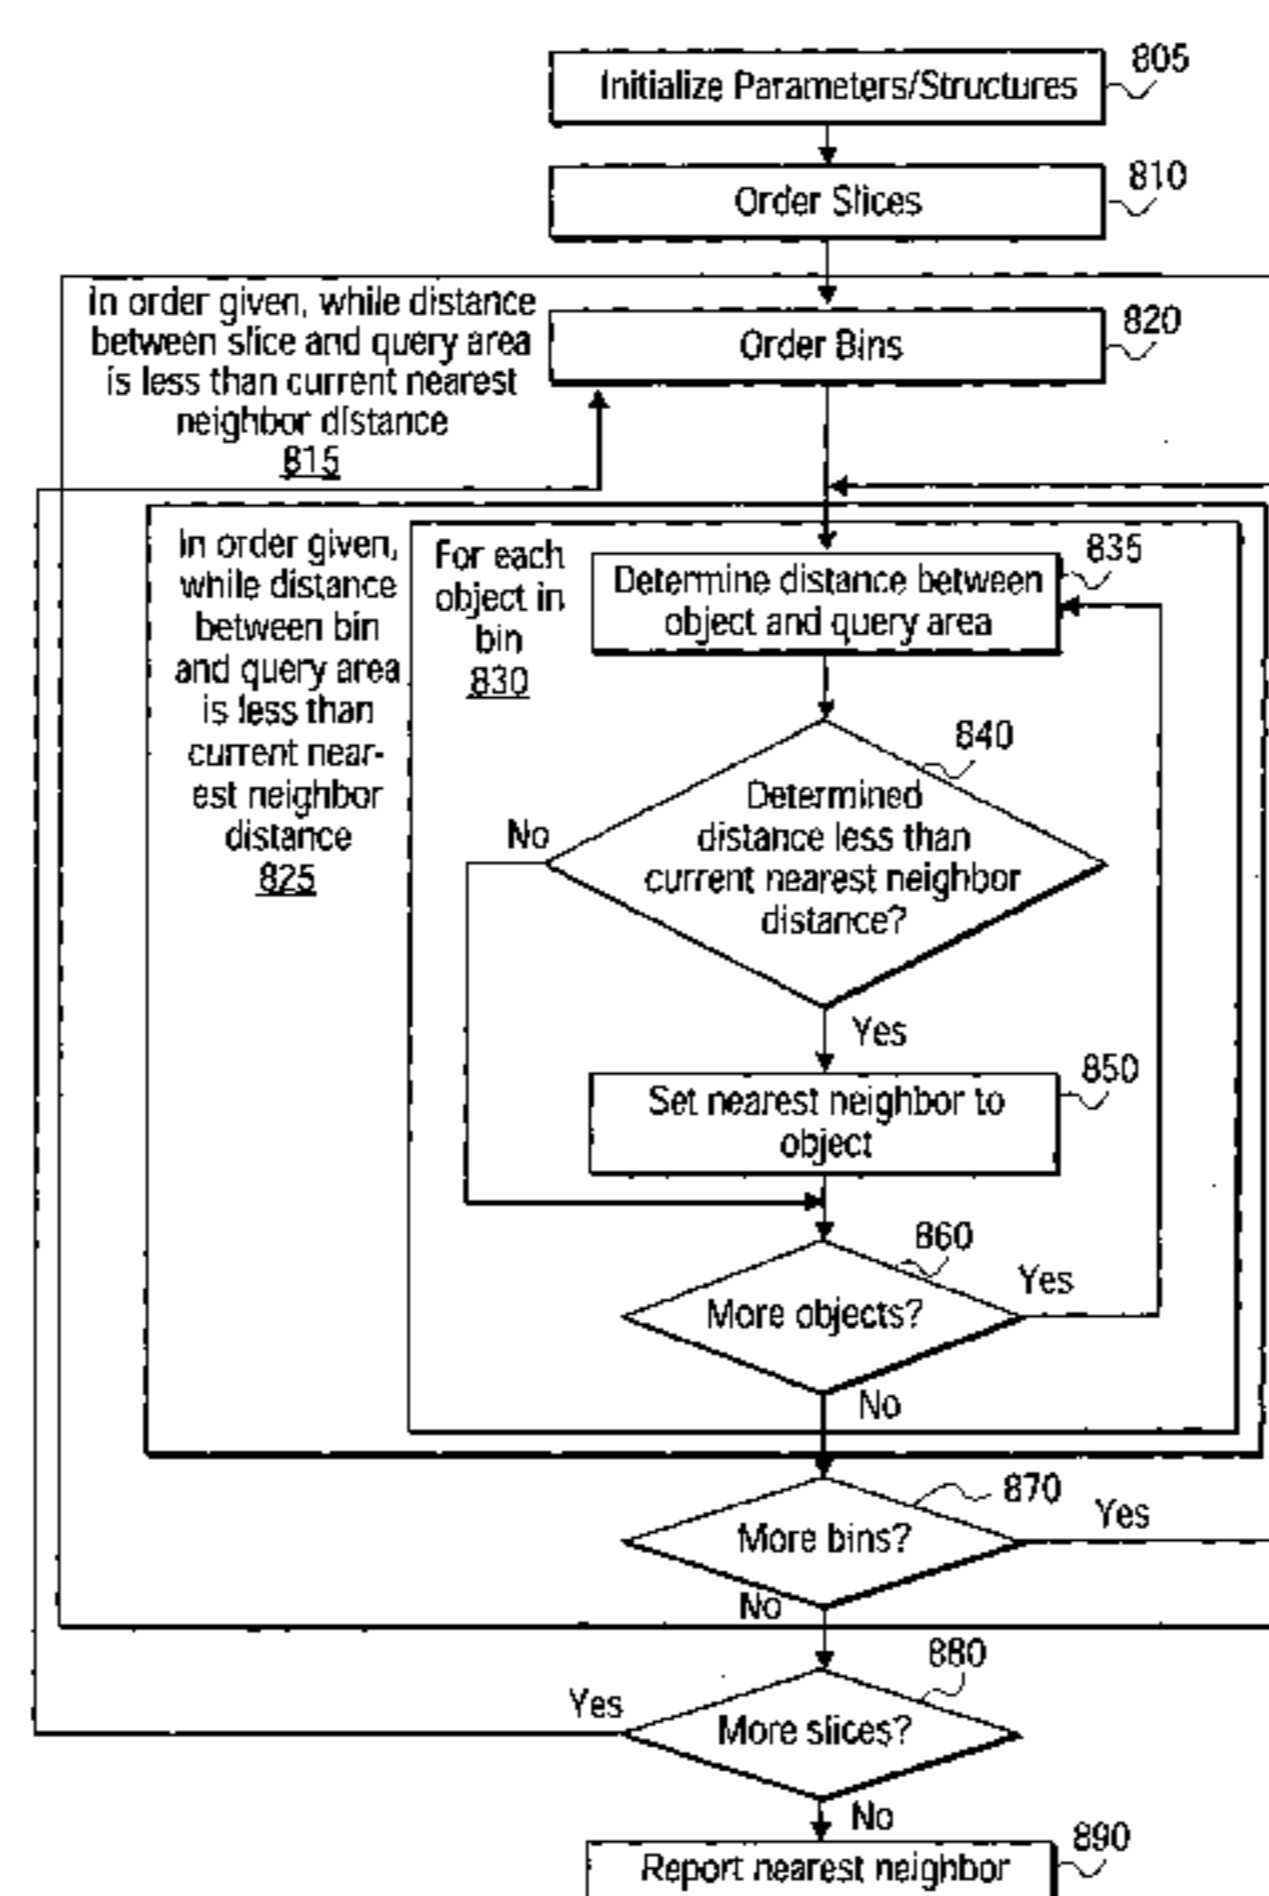 Initialize Parameters/Structures
805
Order Slices
810
In order given, while distance
between slice and query area
is less than current nearest
neighbor distance
815
Order Bins
820
In order given,
while distance
between bin
and query area
is less than
current near-
est neighbor
distance
825
For each
object in
bin
830
Determine distance between
object and query area
835
840
Determined
distance less than
current nearest neighbor
distance?
No
Yes
Set nearest neighbor to
object
850
860
More objects?
Yes
No
870
More bins?
Yes
No
880
More slices?
Yes
No
Report nearest neighbor
890